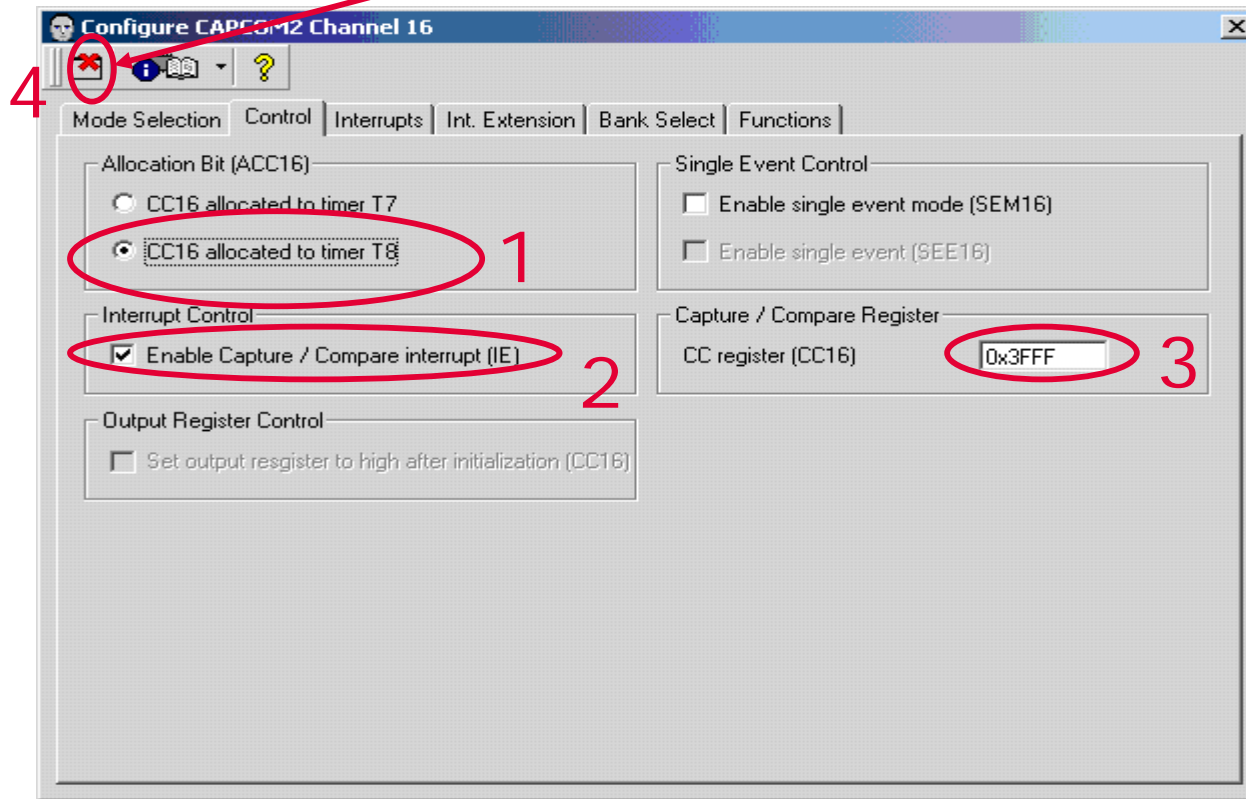 Configure CAPCOM2 Channel 16
4
Mode Selection Control Interrupts Int. Extension Bank Select Functions
Allocation Bit (ACC16)
CC16 allocated to timer T7
CC16 allocated to timer T8
1
Single Event Control
Enable single event mode (SEM16)
Enable single event (SEE16)
Interrupt Control
Enable Capture / Compare interrupt (IE)
2
Capture / Compare Register
CC register (CC16) 0x3FFF
3
Output Register Control
Set output resgister to high after initialization (CC16)